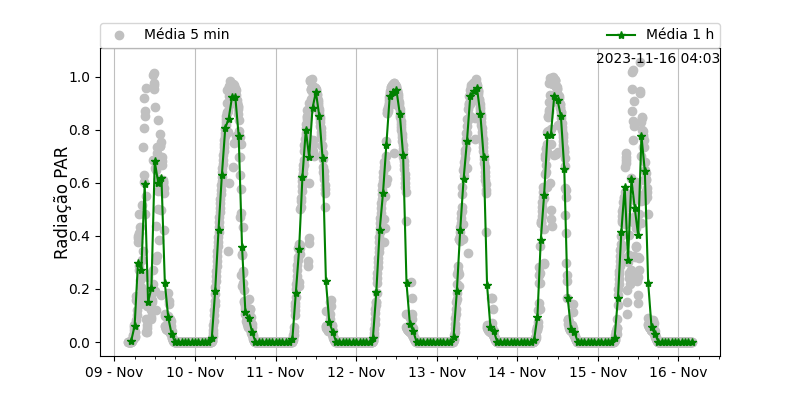 Média 5 min
Média 1 h
2023-11-16 04:03
Radiação PAR
1.0
0.8
0.6
0.4
0.2
0.0
09 - Nov
10 - Nov
11 - Nov
12 - Nov
13 - Nov
14 - Nov
15 - Nov
16 - Nov